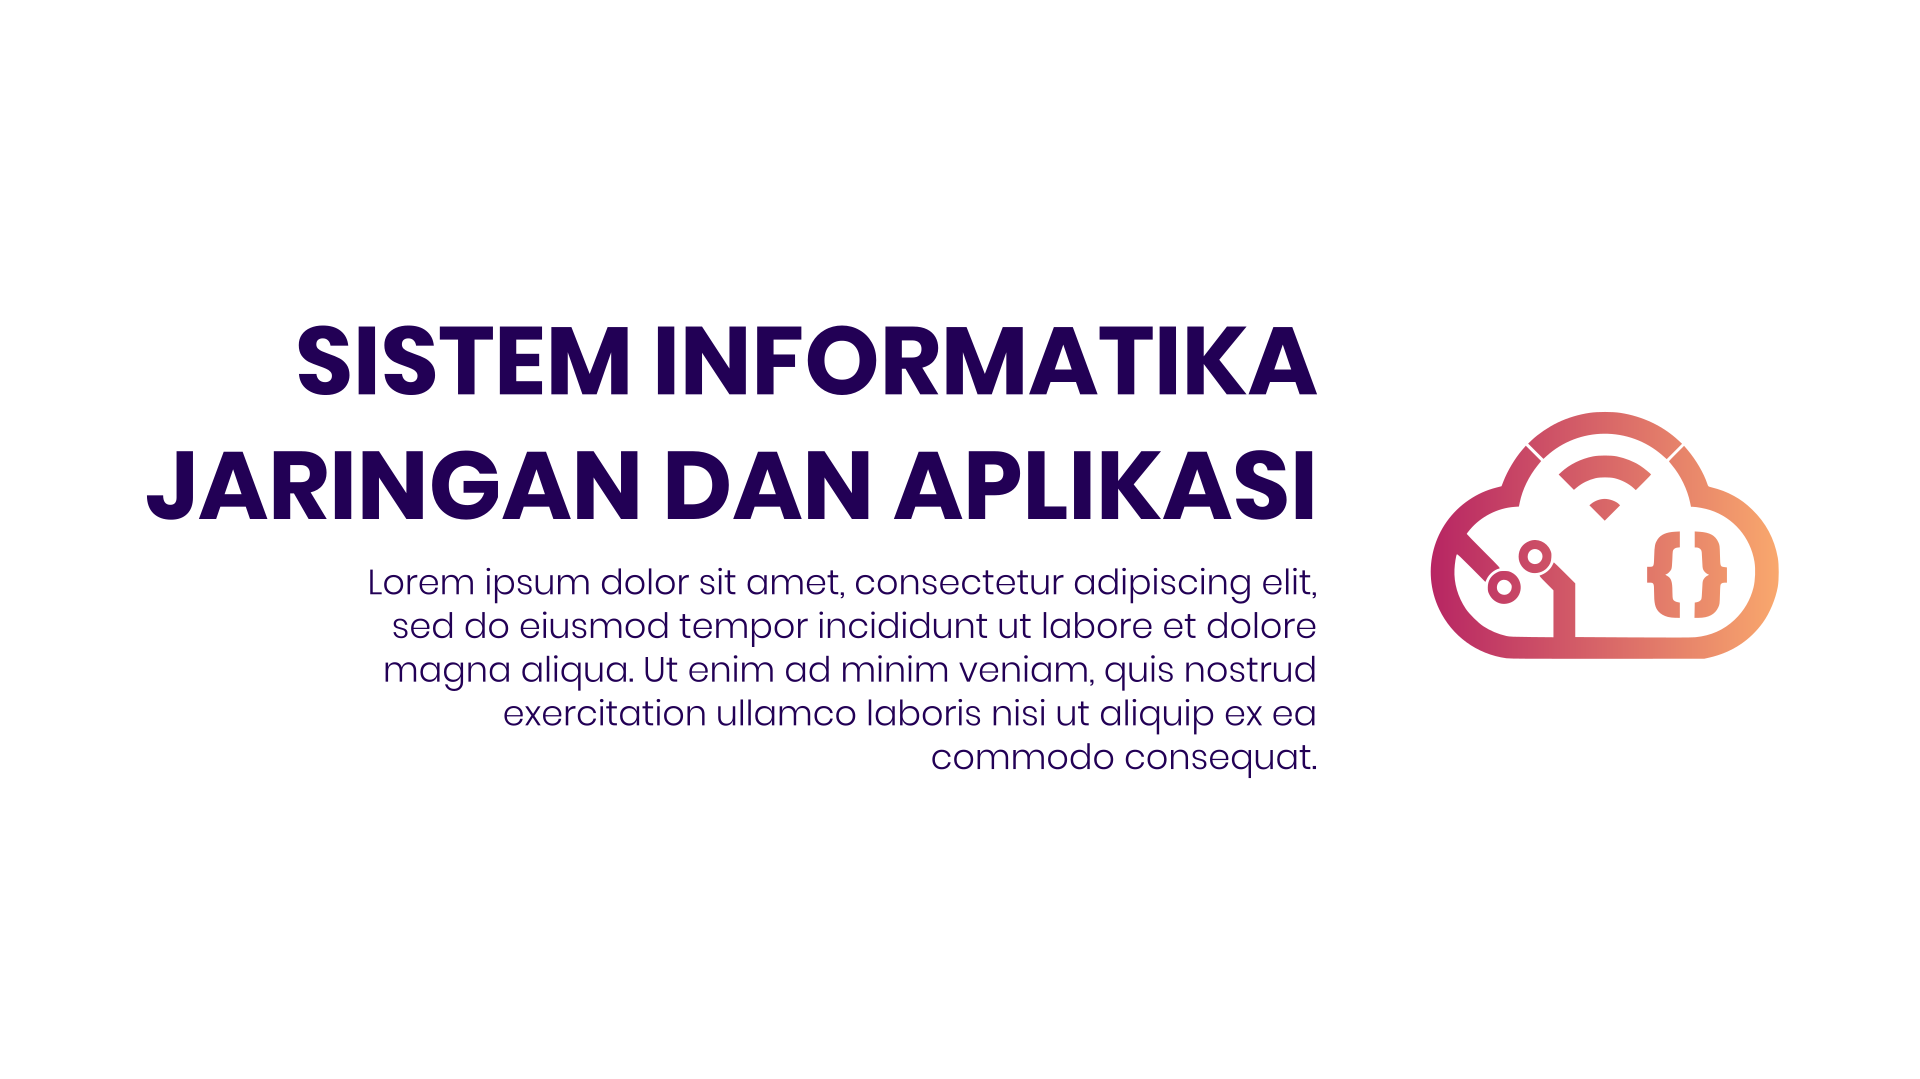 SISTEM INFORMATIKA
JARINGAN DAN APLIKASI
Lorem ipsum dolor sit amet, consectetur adipiscing elit,
sed do eiusmod tempor incididunt ut labore et dolore
magna aliqua. Ut enim ad minim veniam, quis nostrud
exercitation ullamco laboris nisi ut aliquip ex ea
commodo consequat.